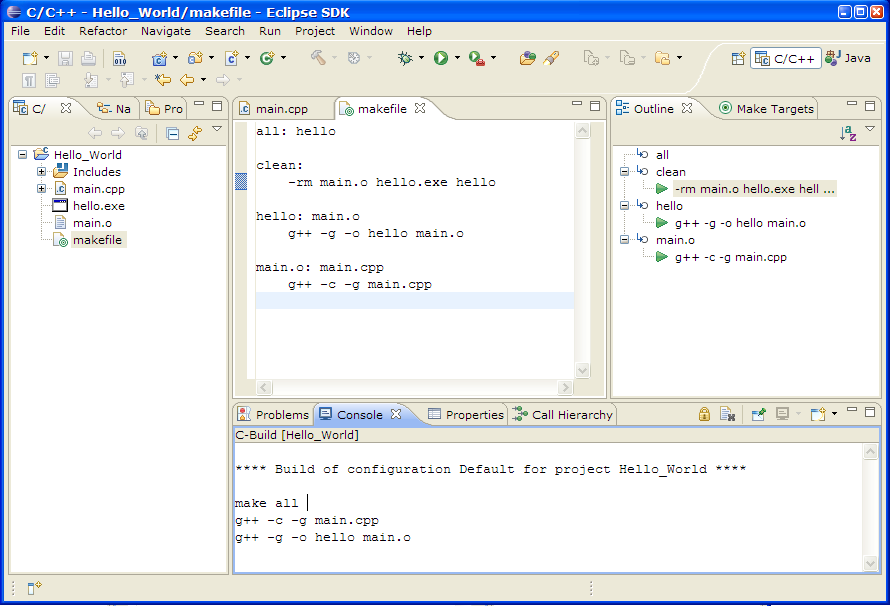 C/C++ - Hello_World/makefile - Eclipse SDK
File Edit Refactor Navigate Search Run Project Window Help
010
C/C++ Java
C/ Na Pro
Hello_World
Includes
main.cpp
hello.exe
main.o
makefile
main.cpp makefile
all: hello
clean:
-rm main.o hello.exe hello
hello: main.o
g++ -g -o hello main.o
main.o: main.cpp
g++ -c -g main.cpp
Outline Make Targets
all
clean
-rm main.o hello.exe hell ...
hello
g++ -g -o hello main.o
main.o
g++ -c -g main.cpp
Problems Console Properties Call Hierarchy
C-Build [Hello_World]
**** Build of configuration Default for project Hello_World ****
make all
g++ -c -g main.cpp
g++ -g -o hello main.o